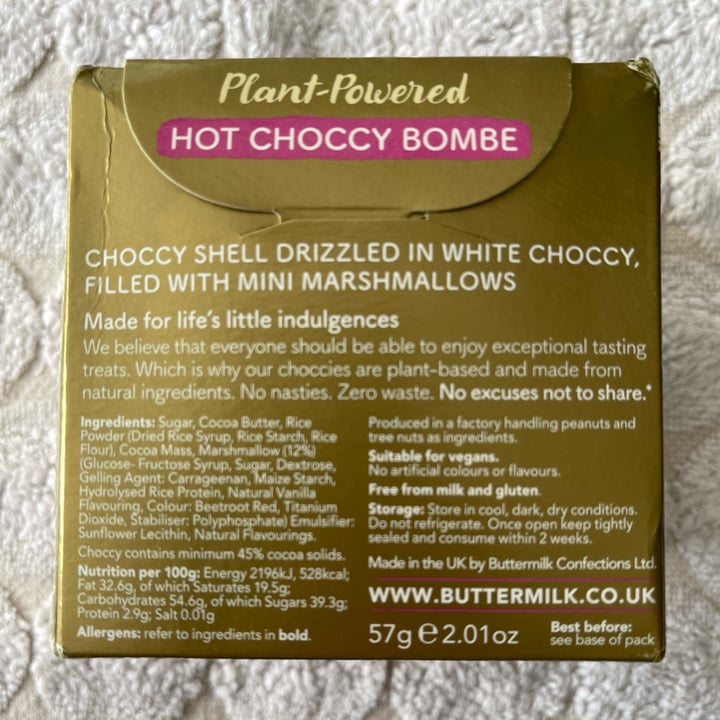 Plant-Powered
HOT CHOCCY BOMBE
CHOCCY SHELL DRIZZLED IN WHITE CHOCCY,
FILLED WITH MINI MARSHMALLOWS
Made for life's little indulgences
We believe that everyone should be able to enjoy exceptional tasting
treats. Which is why our choccies are plant-based and made from
natural ingredients. No nasties. Zero waste. No excuses not to share.*
Ingredients: Sugar, Cocoa Butter, Rice
Powder (Dried Rice Syrup, Rice Starch, Rice
Flour), Cocoa Mass, Marshmallow (12%)
(Glucose- Fructose Syrup, Sugar, Dextrose,
Gelling Agent: Carrageenan, Maize Starch,
Hydrolysed Rice Protein, Natural Vanilla
Flavouring, Colour: Beetroot Red, Titanium
Dioxide, Stabiliser: Polyphosphate) Emulsifier:
Sunflower Lecithin, Natural Flavourings.
Choccy contains minimum 45% cocoa solids.
Nutrition per 100g: Energy 2196kJ, 528kcal;
Fat 32.6g, of which Saturates 19.5g;
Carbohydrates 54.6g, of which Sugars 39.3g;
Protein 2.9g; Salt 0.01g
Allergens: refer to ingredients in bold.
Produced in a factory handling peanuts and
tree nuts as ingredients.
Suitable for vegans.
No artificial colours or flavours.
Free from milk and gluten.
Storage: Store in cool, dark, dry conditions.
Do not refrigerate. Once open keep tightly
sealed and consume within 2 weeks.
Made in the UK by Buttermilk Confections Ltd.
WWW.BUTTERMILK.CO.UK
57g ℮ 2.01oz
Best before:
see base of pack